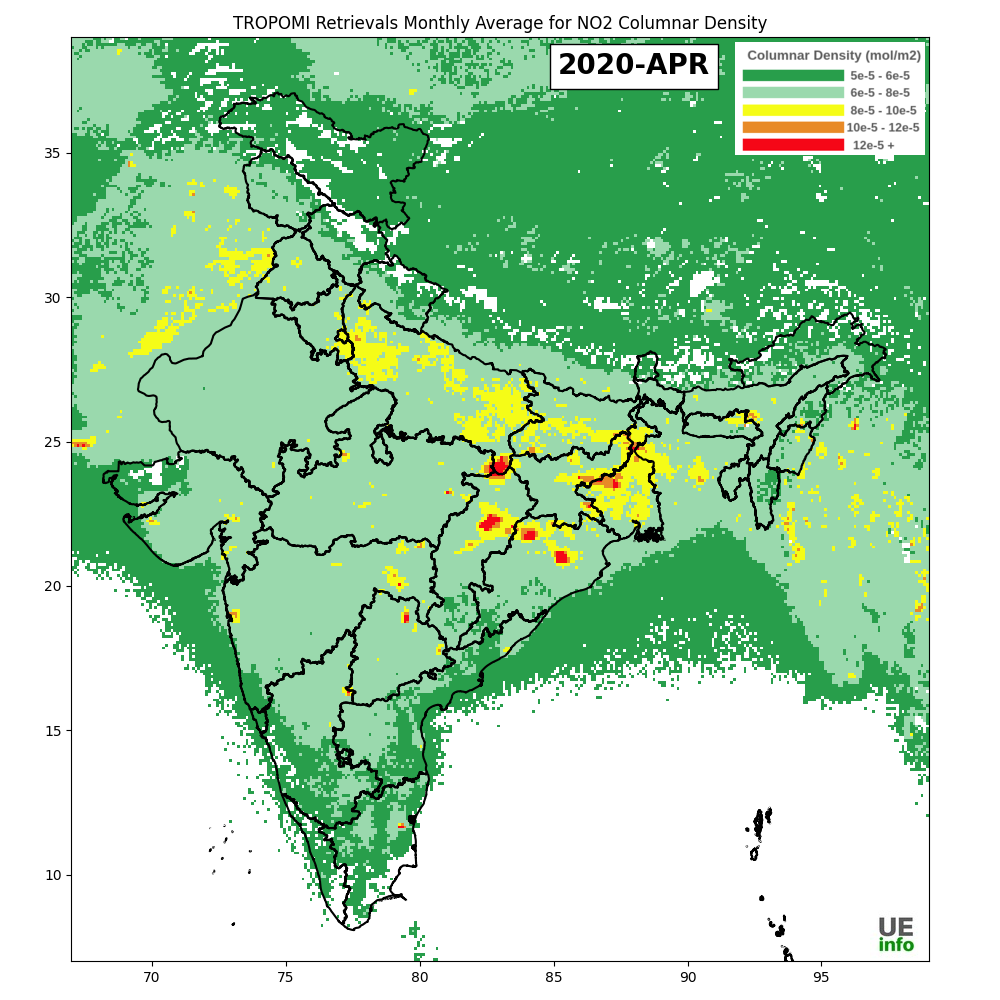 TROPOMI Retrievals Monthly Average for NO2 Columnar Density
2020-APR
Columnar Density (mol/m2)
5e-5 - 6e-5
6e-5 - 8e-5
8e-5 - 10e-5
10e-5 - 12e-5
12e-5 +
35
30
25
20
15
10
70
75
80
85
90
95
UE
info